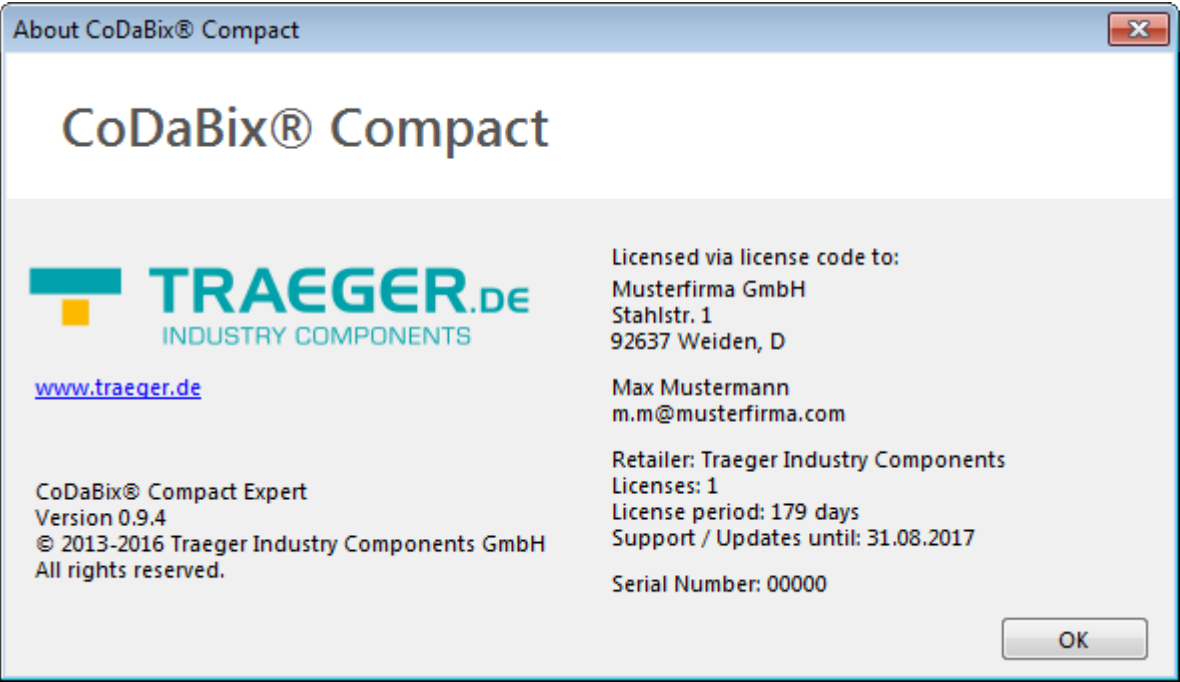 About CoDaBix® Compact
CoDaBix® Compact
TRAEGER.DE
INDUSTRY COMPONENTS
www.traeger.de
CoDaBix® Compact Expert
Version 0.9.4
© 2013-2016 Traeger Industry Components GmbH
All rights reserved.
Licensed via license code to:
Musterfirma GmbH
Stahlstr. 1
92637 Weiden, D
Max Mustermann
m.m@musterfirma.com
Retailer: Traeger Industry Components
Licenses: 1
License period: 179 days
Support / Updates until: 31.08.2017
Serial Number: 00000
OK